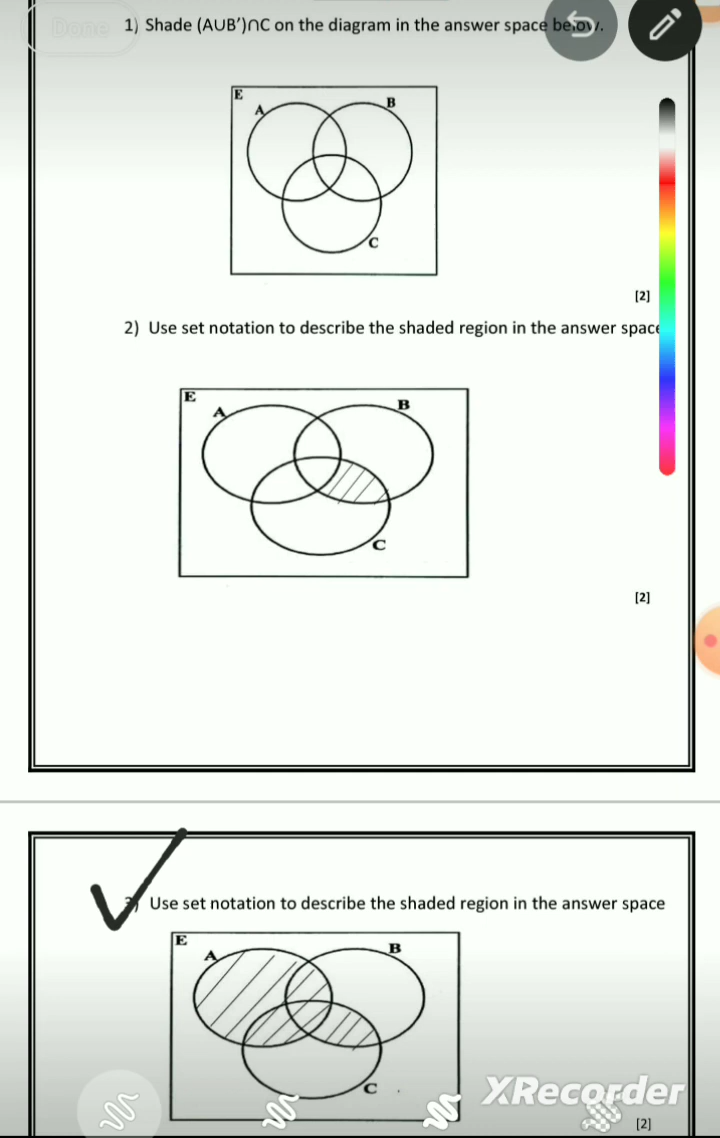 Done
1) Shade (AUB′)∩C on the diagram in the answer space below.
E
A
B
C
[2]
2) Use set notation to describe the shaded region in the answer space
E
A
B
C
[2]
3) Use set notation to describe the shaded region in the answer space
E
A
B
C
XRecorder
[2]